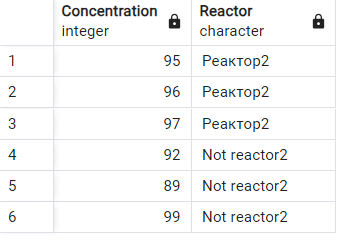 Concentration Reactor
integer character
1 95 Реактор2
2 96 Реактор2
3 97 Реактор2
4 92 Not reactor2
5 89 Not reactor2
6 99 Not reactor2